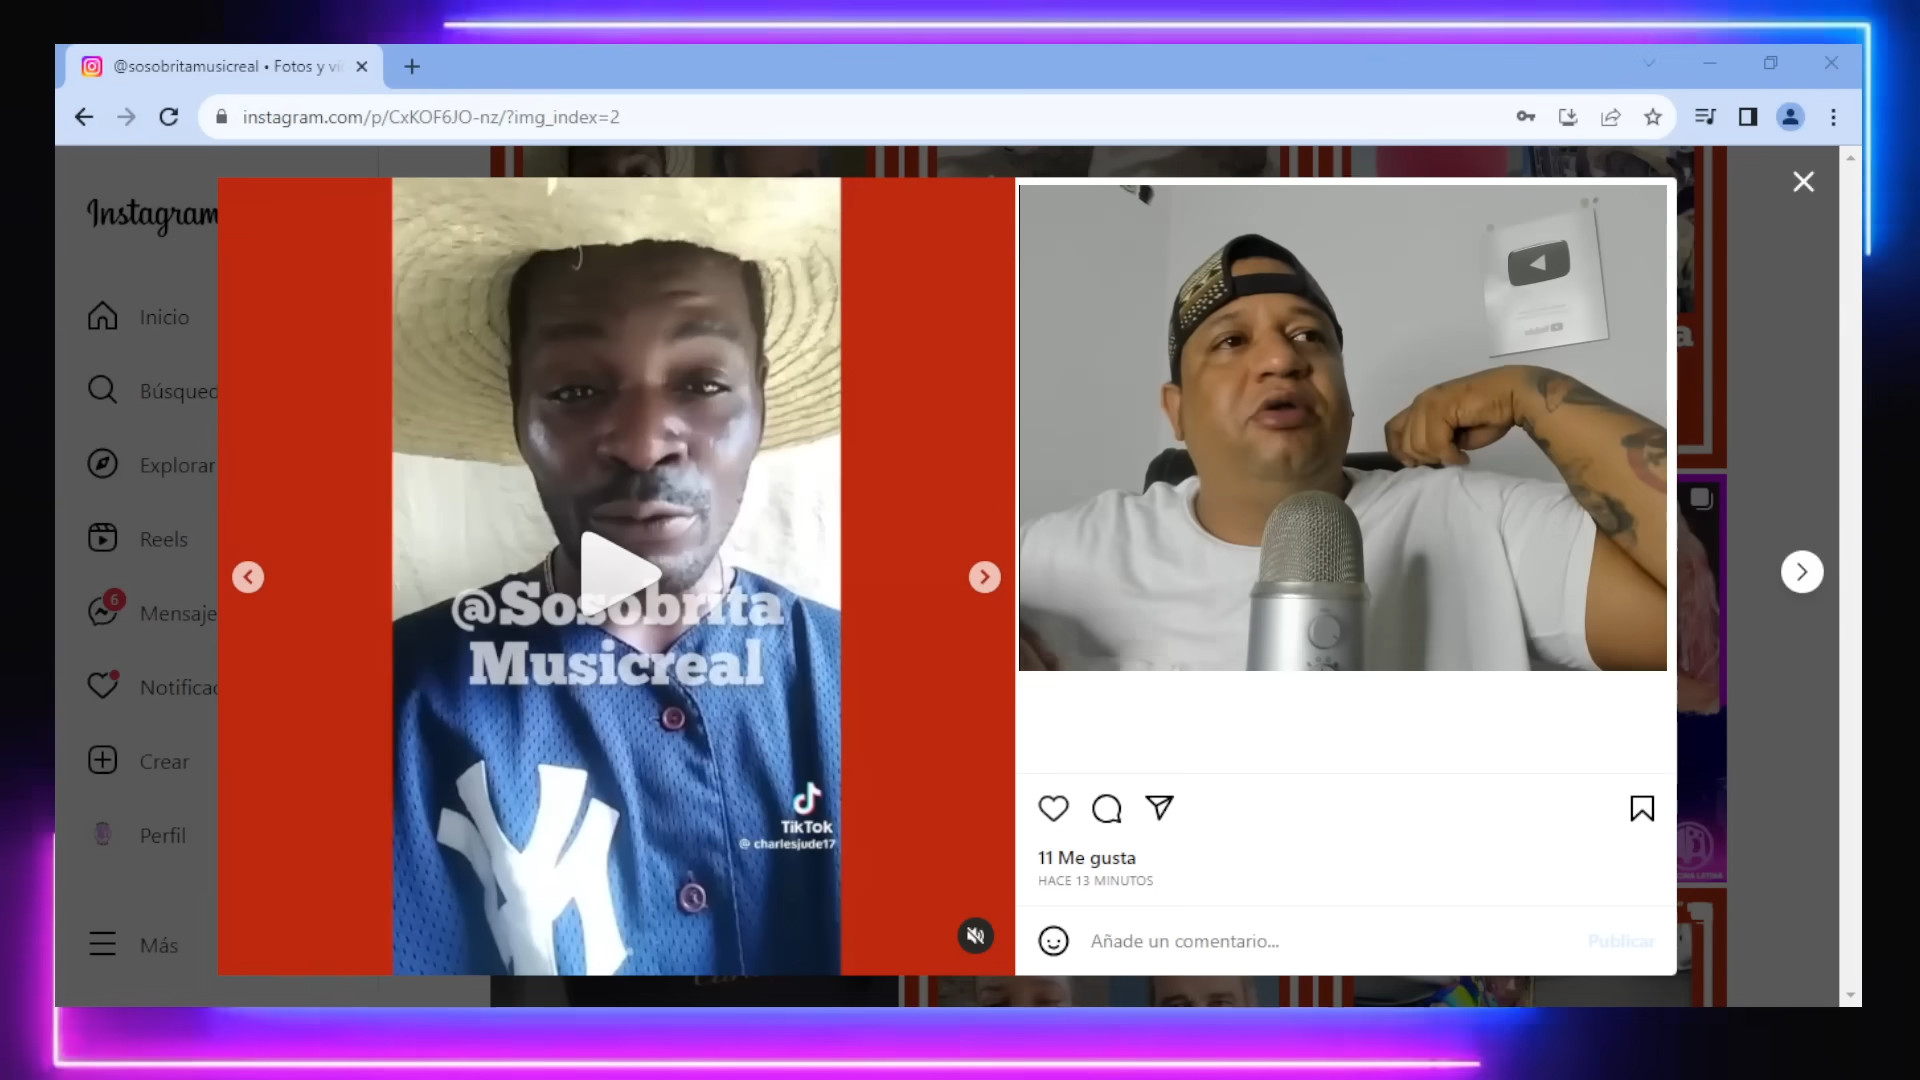 @sosobritamusicreal • Fotos y vi
instagram.com/p/CxKOF6JO-nz/?img_index=2
Instagram
Inicio
Búsqued
Explorar
Reels
6
Mensaje
Notificac
Crear
Perfil
Más
@Sosobrita
Musicreal
TikTok
@ charlesjude17
11 Me gusta
HACE 13 MINUTOS
Añade un comentario...
Publicar